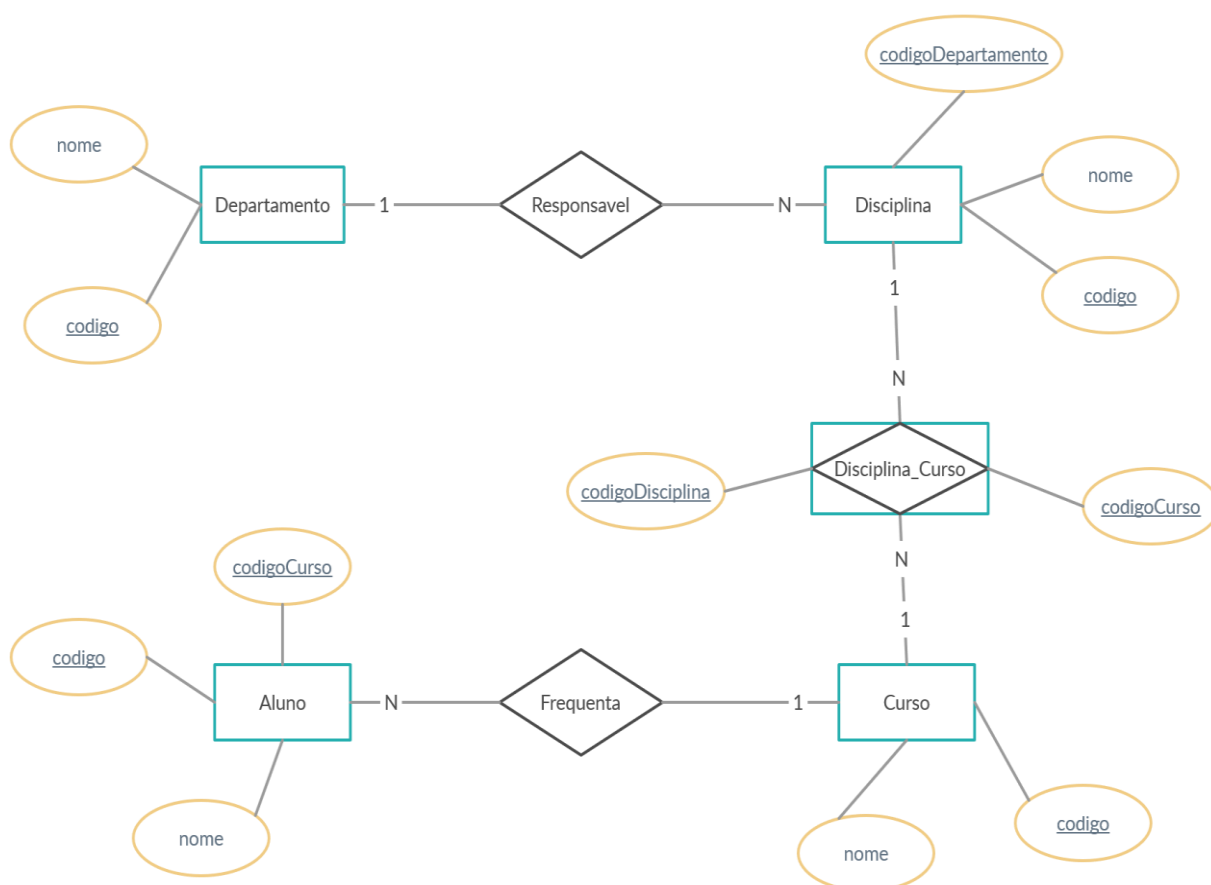 codigoDepartamento
nome
nome
Departamento
1
Responsavel
N
Disciplina
codigo
codigo
1
N
Disciplina_Curso
codigoDisciplina
codigoCurso
N
1
codigoCurso
codigo
Aluno
N
Frequenta
1
Curso
nome
nome
codigo